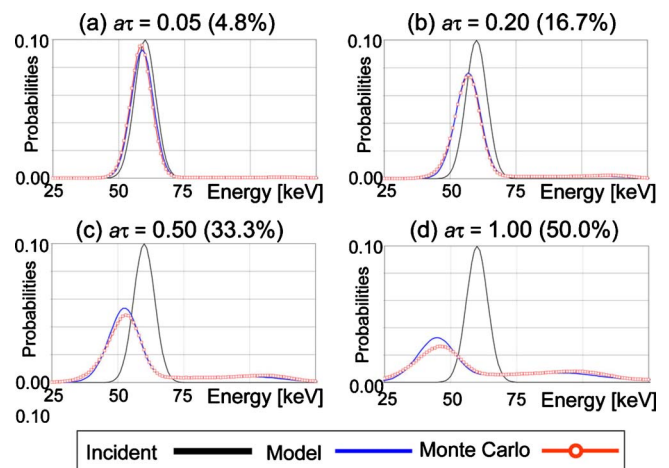 (a) aτ = 0.05 (4.8%)
0.10
Probabilities
0.00
25 50 75 Energy [keV]
(b) aτ = 0.20 (16.7%)
0.10
Probabilities
0.00
25 50 75 Energy [keV]
(c) aτ = 0.50 (33.3%)
0.10
Probabilities
0.00
25 50 75 Energy [keV]
0.10
(d) aτ = 1.00 (50.0%)
0.10
Probabilities
0.00
25 50 75 Energy [keV]
Incident Model Monte Carlo